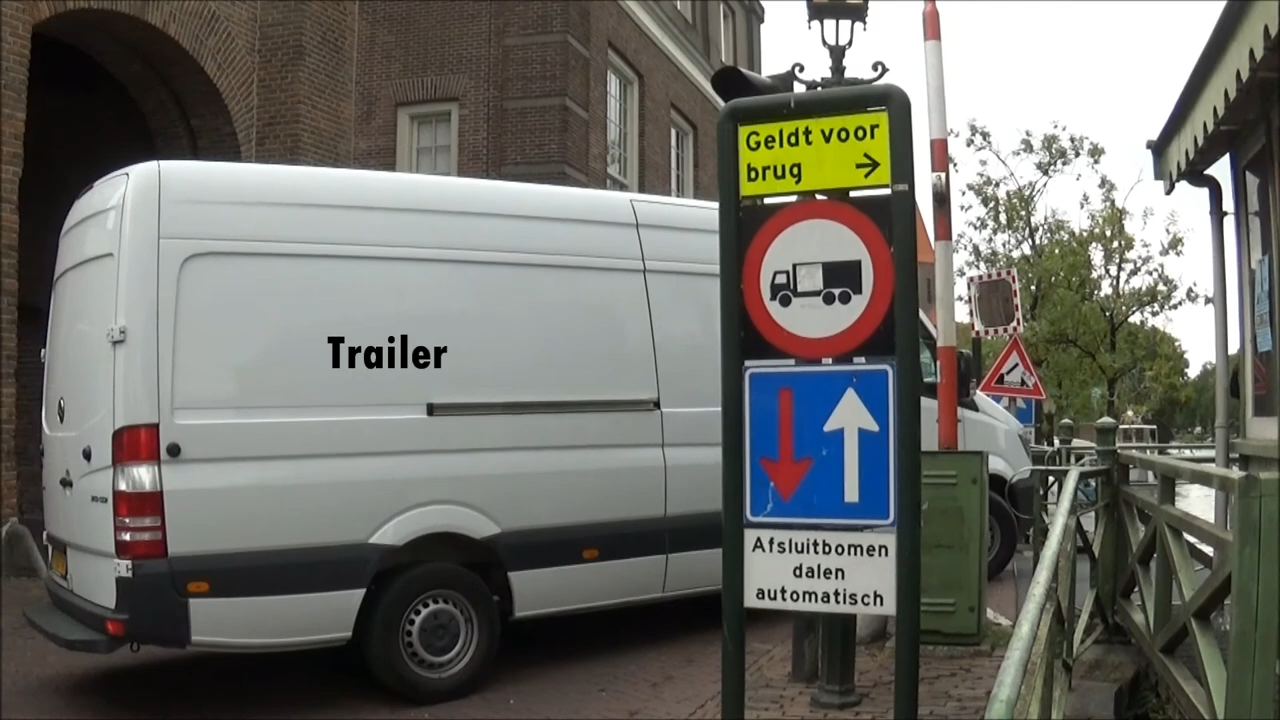 Geldt voor
brug →
Trailer
Afsluitbomen
dalen
automatisch